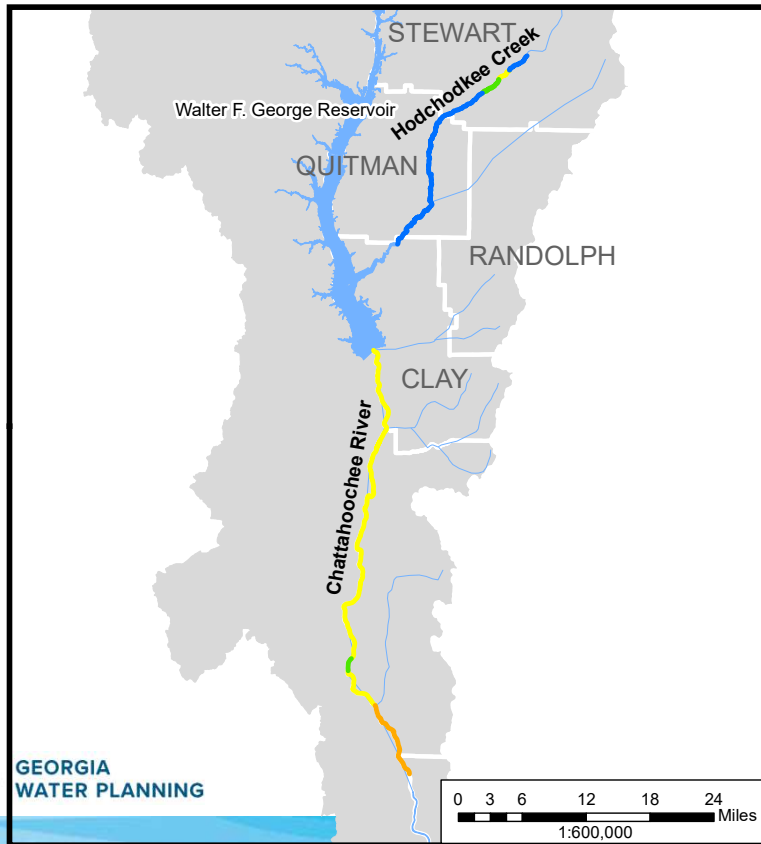 STEWART
Hodchodkee Creek
Walter F. George Reservoir
QUITMAN
RANDOLPH
CLAY
Chattahoochee River
GEORGIA
WATER PLANNING
0 3 6 12 18 24
Miles
1:600,000